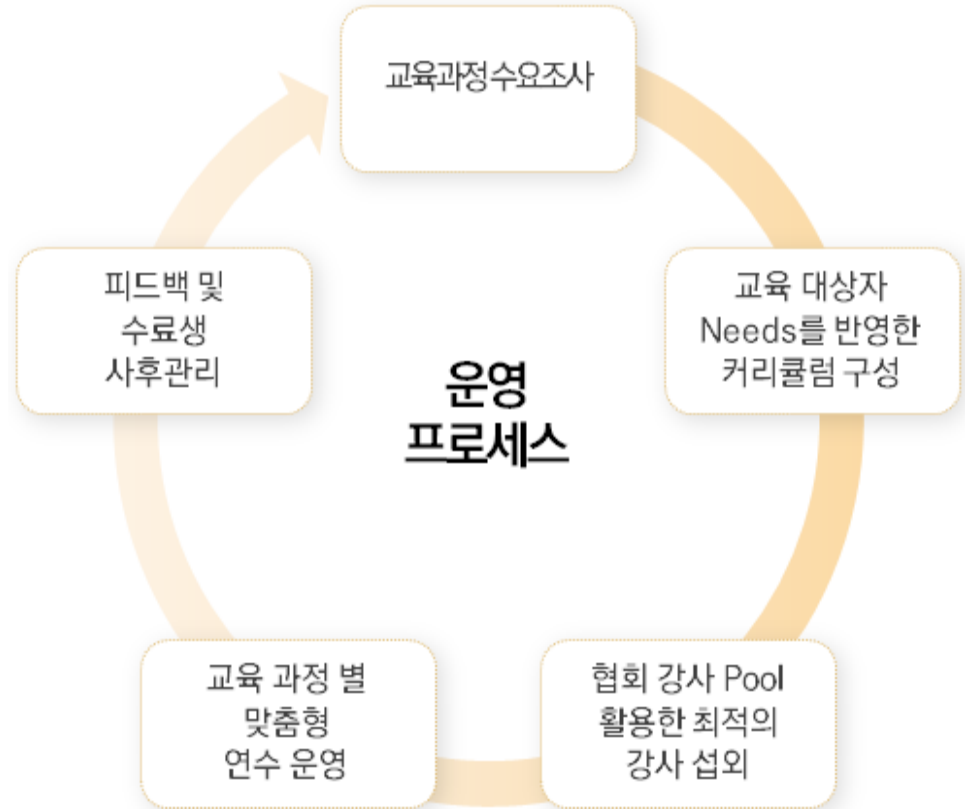 교육과정 수요조사
교육 대상자
Needs를 반영한
커리큘럼 구성
협회 강사 Pool
활용한 최적의
강사 섭외
교육 과정 별
맞춤형
연수 운영
피드백 및
수료생
사후관리
운영
프로세스